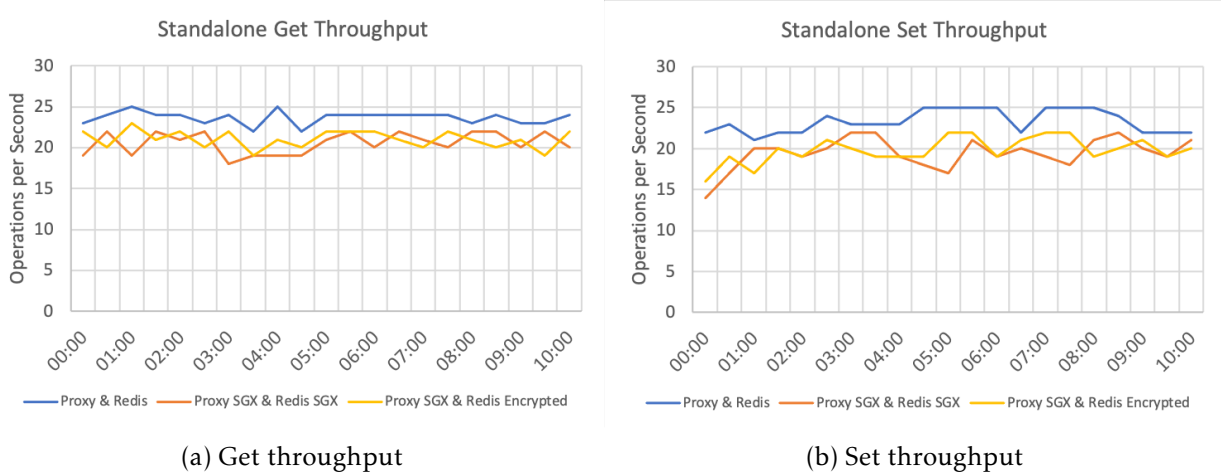 Standalone Get Throughput
Operations per Second
30
25
20
15
10
5
0
00:00 01:00 02:00 03:00 04:00 05:00 06:00 07:00 08:00 09:00 10:00
Proxy & Redis Proxy SGX & Redis SGX Proxy SGX & Redis Encrypted
(a) Get throughput
Standalone Set Throughput
Operations per Second
30
25
20
15
10
5
0
00:00 01:00 02:00 03:00 04:00 05:00 06:00 07:00 08:00 09:00 10:00
Proxy & Redis Proxy SGX & Redis SGX Proxy SGX & Redis Encrypted
(b) Set throughput